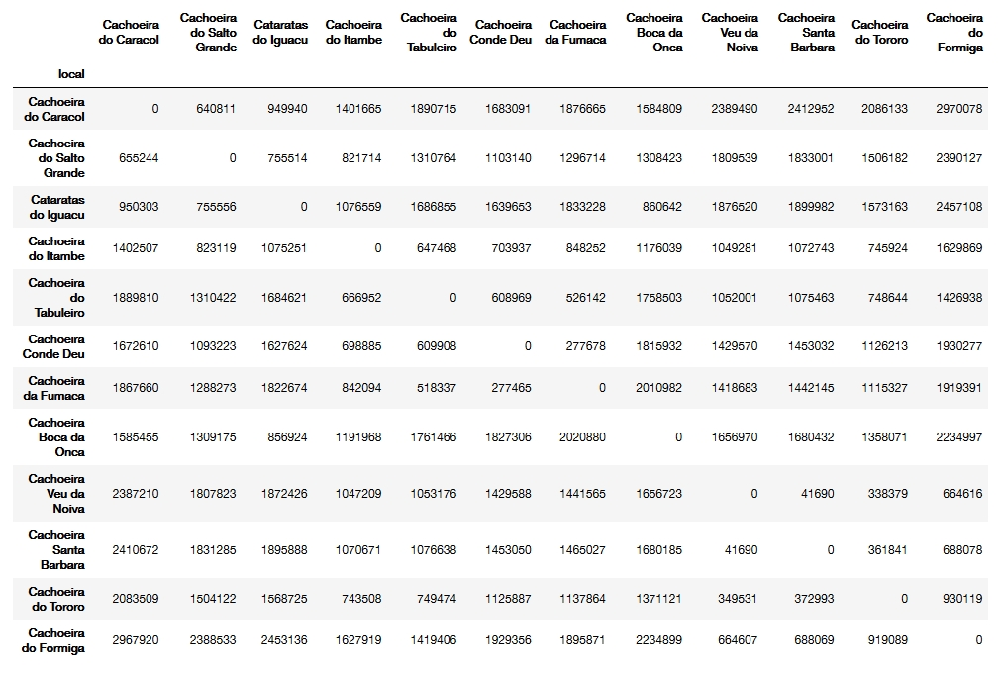 Cachoeira do Caracol Cachoeira do Salto Grande Cataratas do Iguacu Cachoeira do Itambe Cachoeira do Tabuleiro Cachoeira Conde Deu Cachoeira da Fumaca Cachoeira Boca da Onca Cachoeira Veu da Noiva Cachoeira Santa Barbara Cachoeira do Tororo Cachoeira do Formiga
local
Cachoeira do Caracol 0 640811 949940 1401665 1890715 1683091 1876665 1584809 2389490 2412952 2086133 2970078
Cachoeira do Salto Grande 655244 0 755514 821714 1310764 1103140 1296714 1308423 1809539 1833001 1506182 2390127
Cataratas do Iguacu 950303 755556 0 1076559 1686855 1639653 1833228 860642 1876520 1899982 1573163 2457108
Cachoeira do Itambe 1402507 823119 1075251 0 647468 703937 848252 1176039 1049281 1072743 745924 1629869
Cachoeira do Tabuleiro 1889810 1310422 1684621 666952 0 608969 526142 1758503 1052001 1075463 748644 1426938
Cachoeira Conde Deu 1672610 1093223 1627624 698885 609908 0 277678 1815932 1429570 1453032 1126213 1930277
Cachoeira da Fumaca 1867660 1288273 1822674 842094 518337 277465 0 2010982 1418683 1442145 1115327 1919391
Cachoeira Boca da Onca 1585455 1309175 856924 1191968 1761466 1827306 2020880 0 1656970 1680432 1358071 2234997
Cachoeira Veu da Noiva 2387210 1807823 1872426 1047209 1053176 1429588 1441565 1656723 0 41690 338379 664616
Cachoeira Santa Barbara 2410672 1831285 1895888 1070671 1076638 1453050 1465027 1680185 41690 0 361841 688078
Cachoeira do Tororo 2083509 1504122 1568725 743508 749474 1125887 1137864 1371121 349531 372993 0 930119
Cachoeira do Formiga 2967920 2388533 2453136 1627919 1419406 1929356 1895871 2234899 664607 688069 919089 0